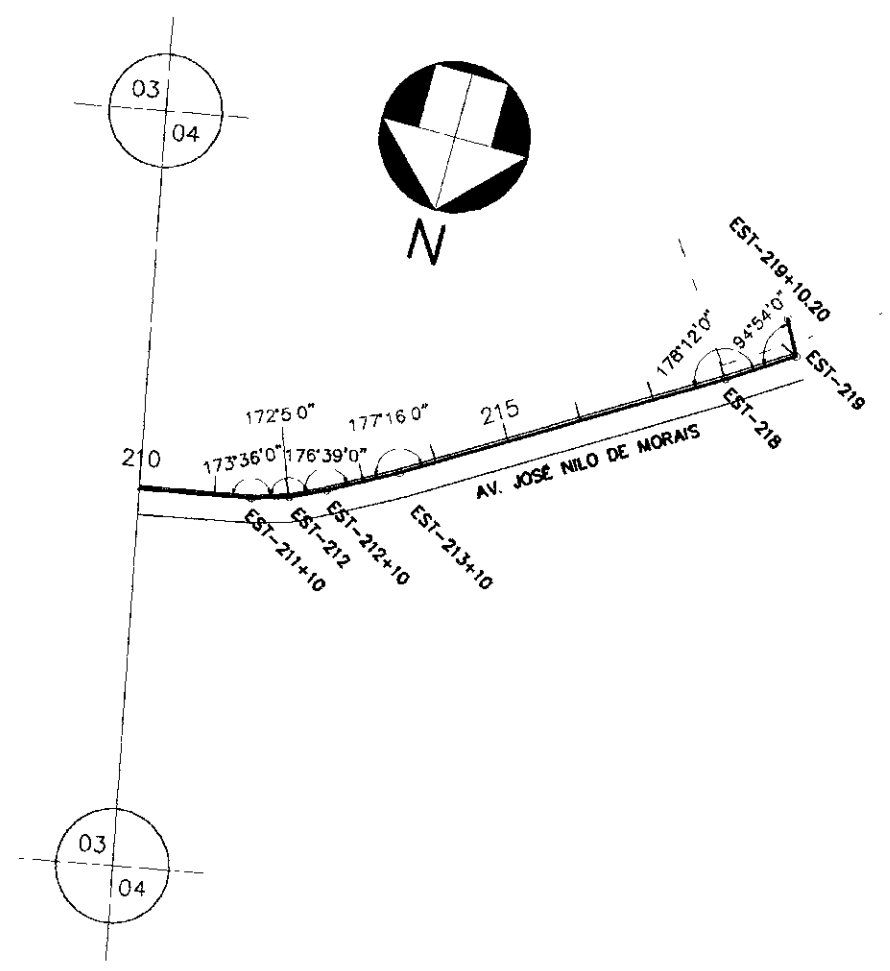 03
04
N
EST-219+10.20
94°54'0"
178°12'0"
EST-219
172°5 0"
177°16 0"
215
EST-218
210
173°36'0"
176°39'0"
AV. JOSÉ NILO DE MORAIS
EST-211+10
EST-212
EST-212+10
EST-213+10
03
04